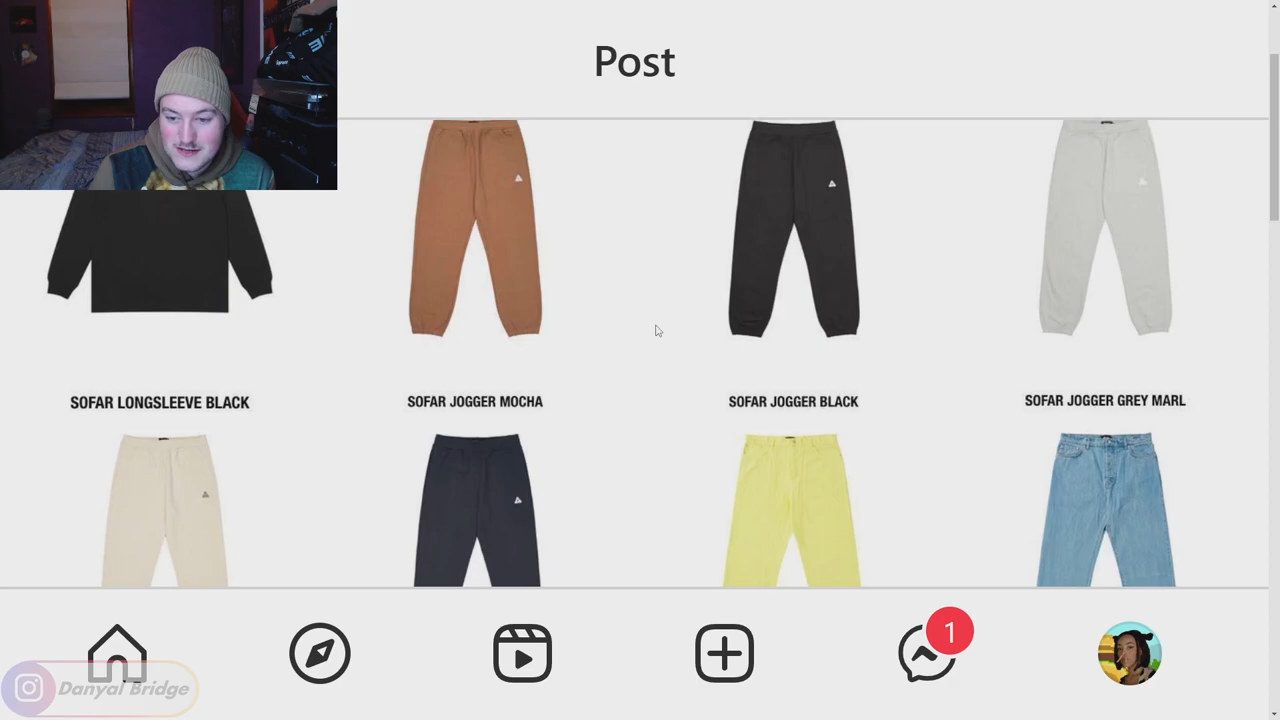 Post
SOFAR LONGSLEEVE BLACK
SOFAR JOGGER MOCHA
SOFAR JOGGER BLACK
SOFAR JOGGER GREY MARL
1
Danyal Bridge